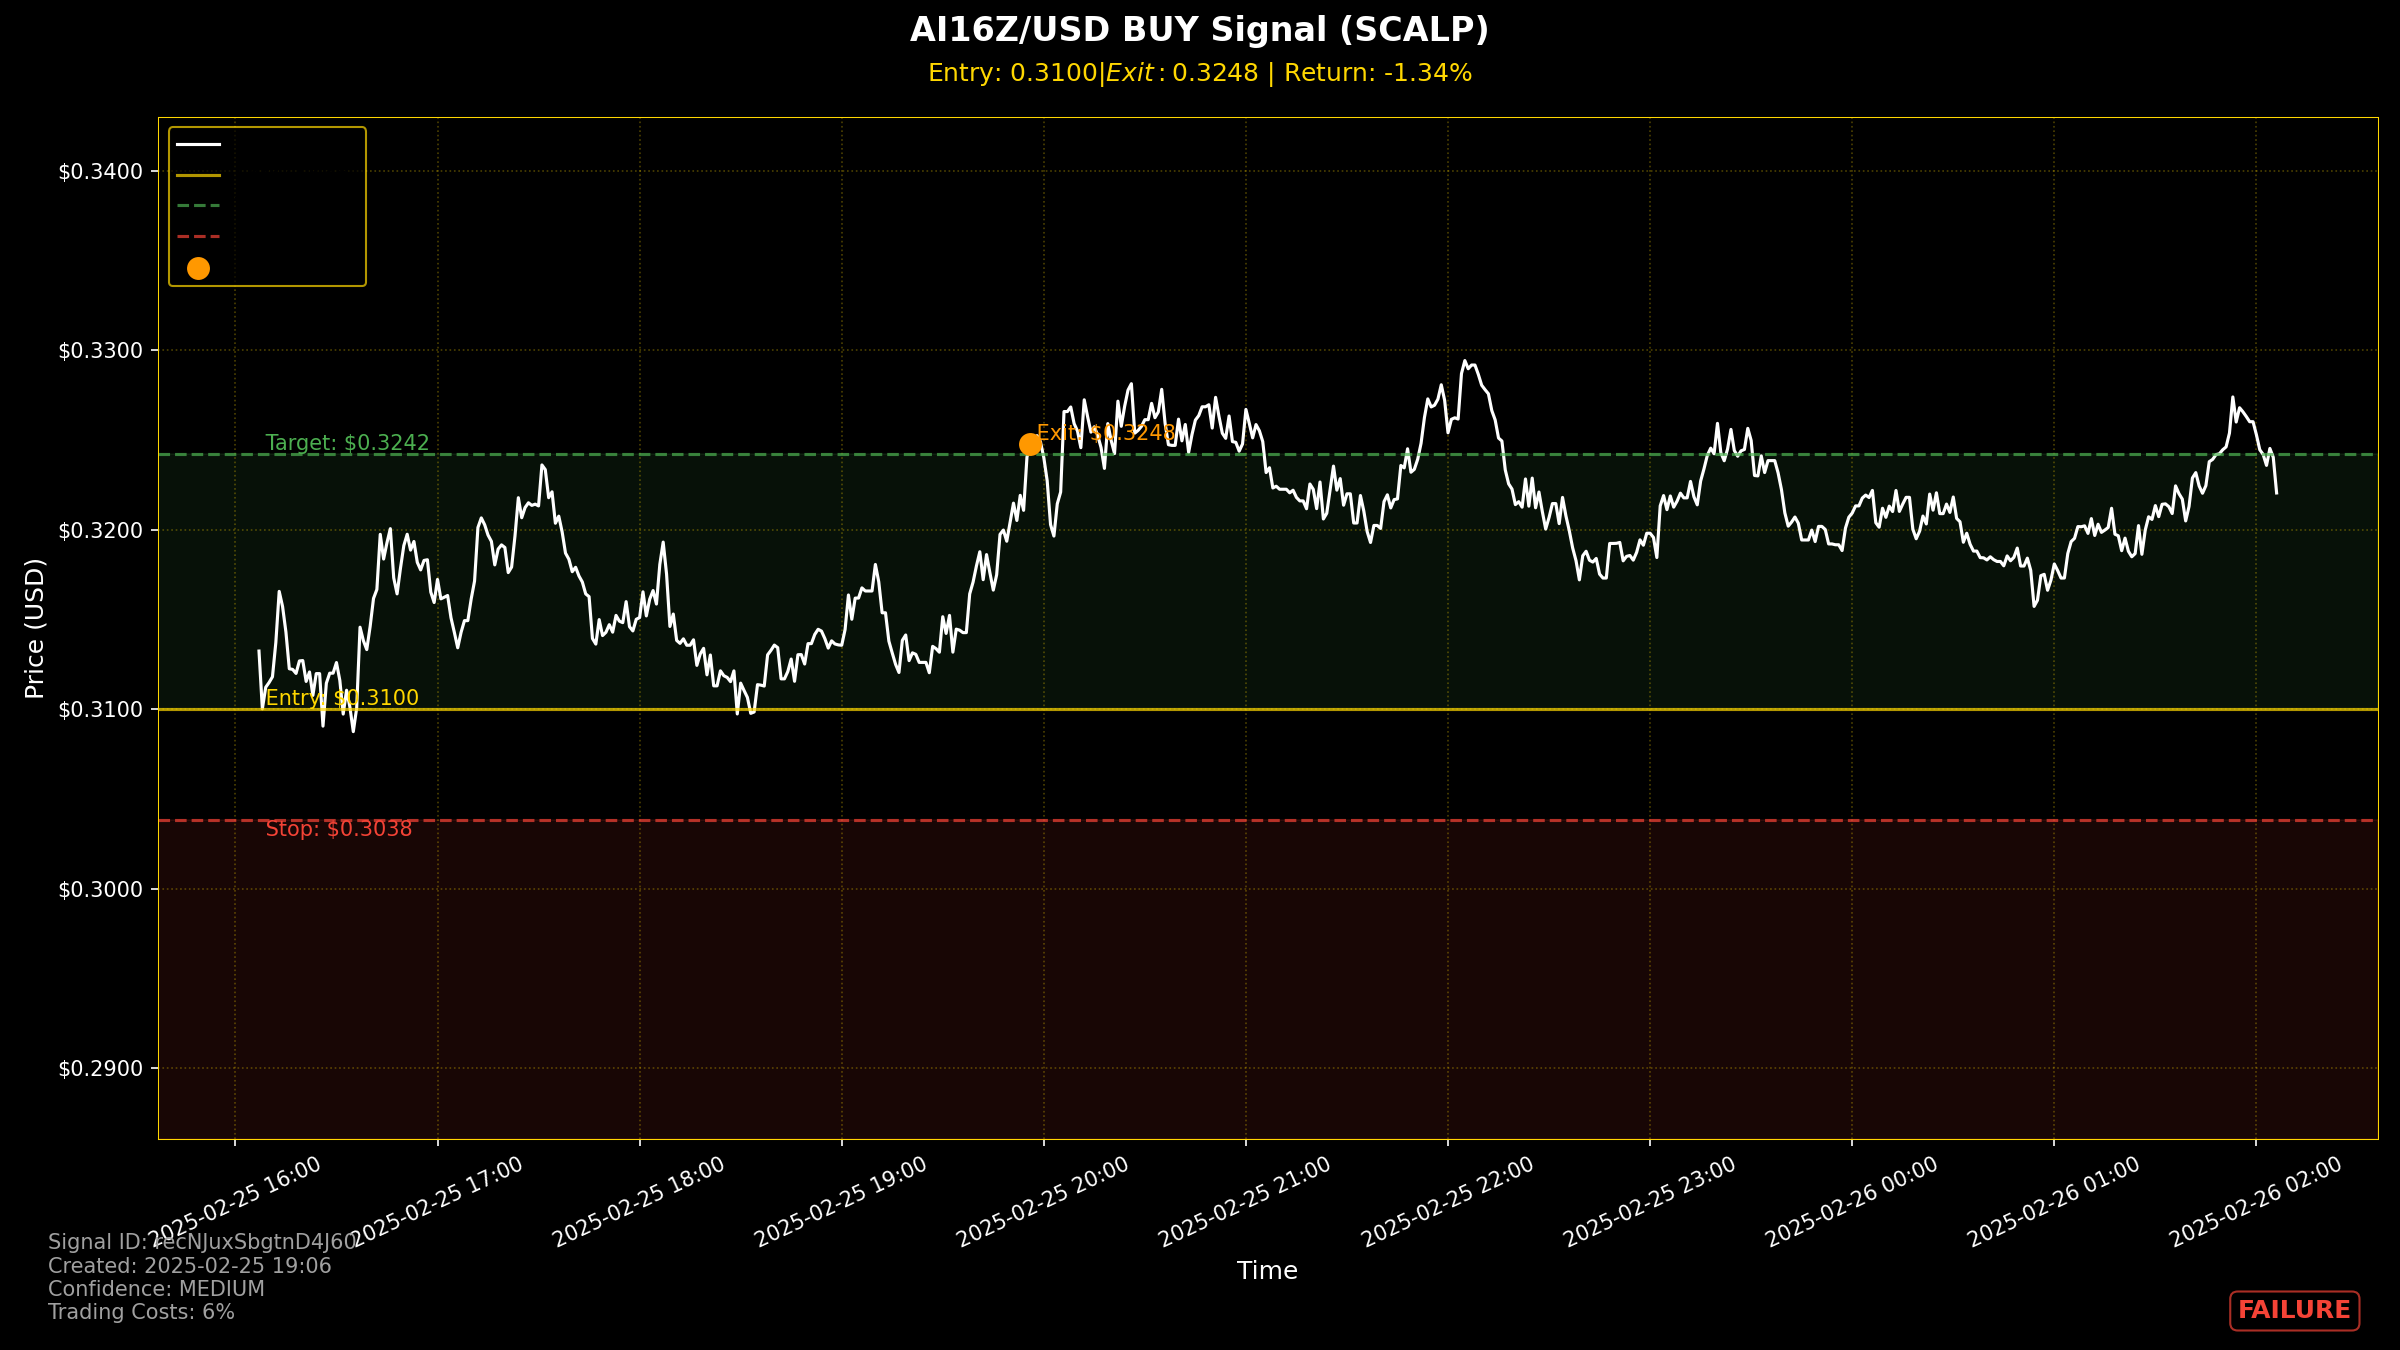 AI16Z/USD BUY Signal (SCALP)
Entry: 0.3100|Exit:0.3248 | Return: -1.34%
$0.3400
$0.3300
Target: $0.3242
Exit: $0.3248
$0.3200
Entry: $0.3100
$0.3100
Stop: $0.3038
$0.3000
$0.2900
Price (USD)
2025-02-25 16:00
2025-02-25 17:00
2025-02-25 18:00
2025-02-25 19:00
2025-02-25 20:00
2025-02-25 21:00
2025-02-25 22:00
2025-02-25 23:00
2025-02-26 00:00
2025-02-26 01:00
2025-02-26 02:00
Time
Signal ID: recNJuxSbgtnD4J60
Created: 2025-02-25 19:06
Confidence: MEDIUM
Trading Costs: 6%
FAILURE